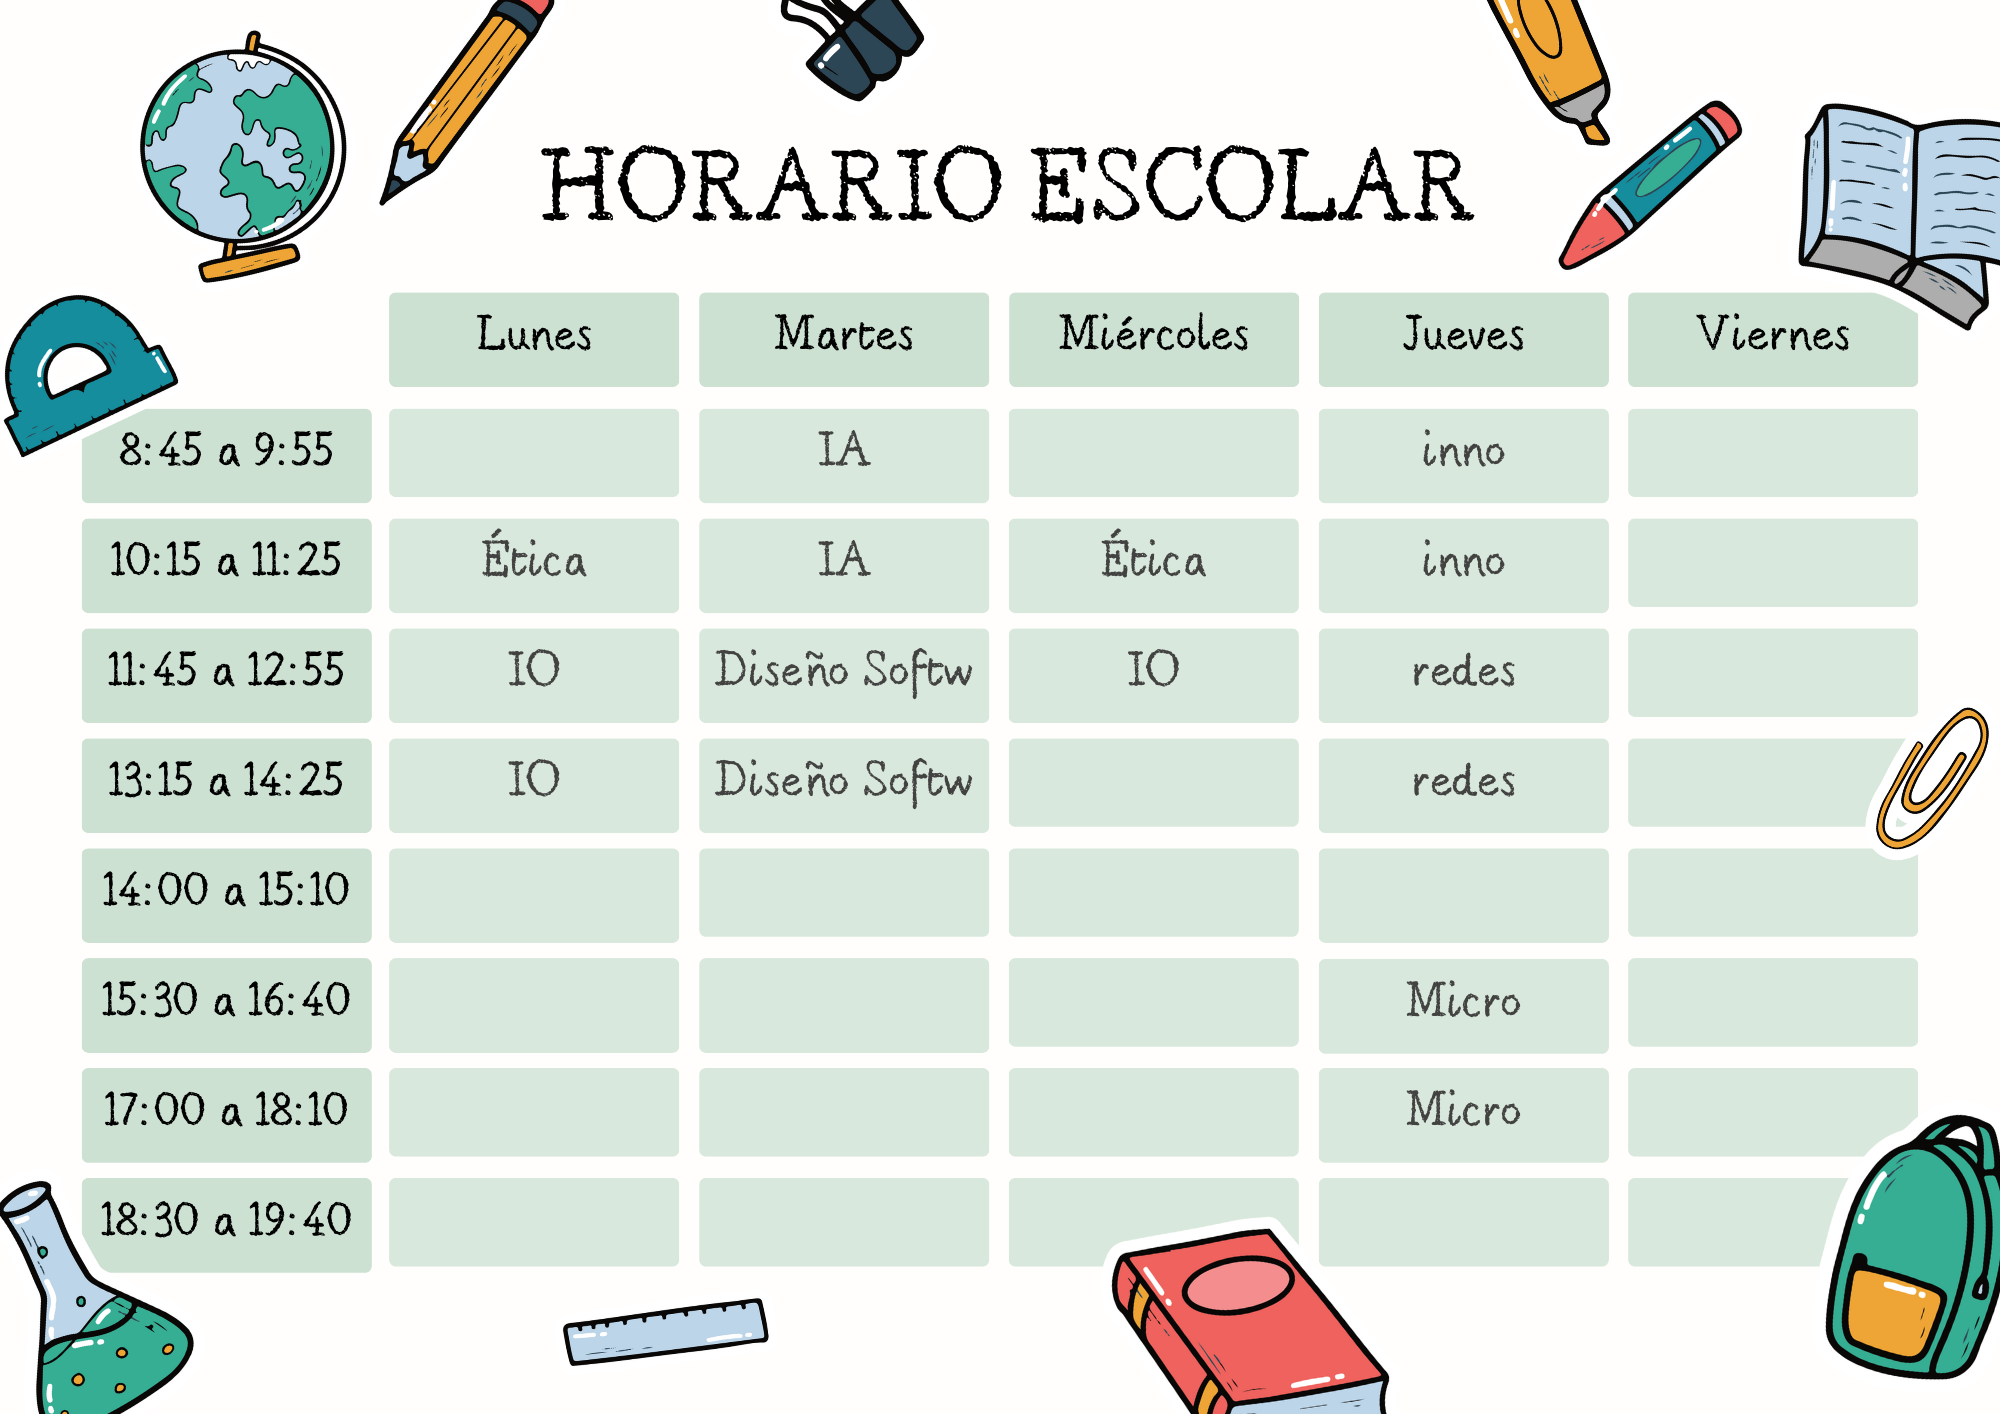 HORARIO ESCOLAR
Lunes Martes Miércoles Jueves Viernes
8:45 a 9:55 IA inno
10:15 a 11:25 Ética IA Ética inno
11:45 a 12:55 IO Diseño Softw IO redes
13:15 a 14:25 IO Diseño Softw redes
14:00 a 15:10
15:30 a 16:40 Micro
17:00 a 18:10 Micro
18:30 a 19:40